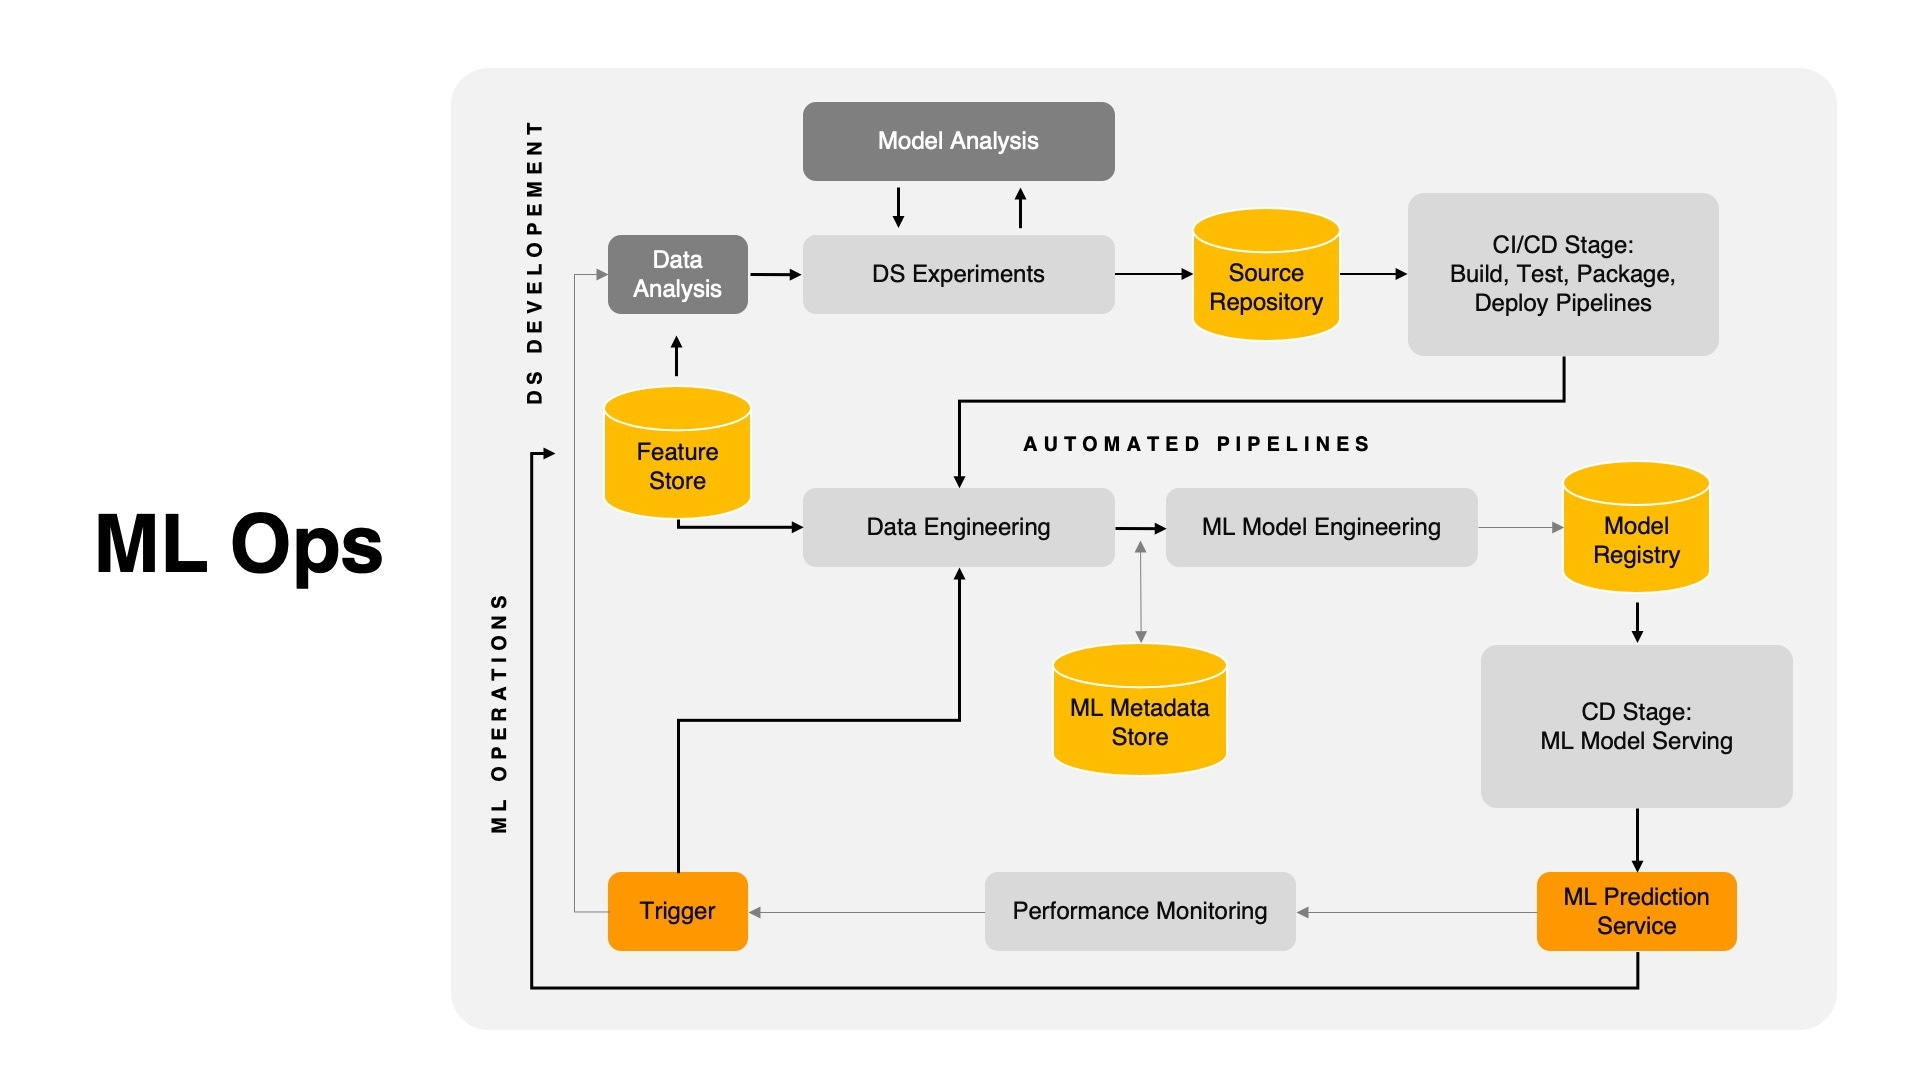 ML Ops
DS DEVELOPEMENT
Model Analysis
Data
Analysis
DS Experiments
Source
Repository
CI/CD Stage:
Build, Test, Package,
Deploy Pipelines
Feature
Store
AUTOMATED PIPELINES
Data Engineering
ML Model Engineering
Model
Registry
ML OPERATIONS
ML Metadata
Store
CD Stage:
ML Model Serving
Trigger
Performance Monitoring
ML Prediction
Service